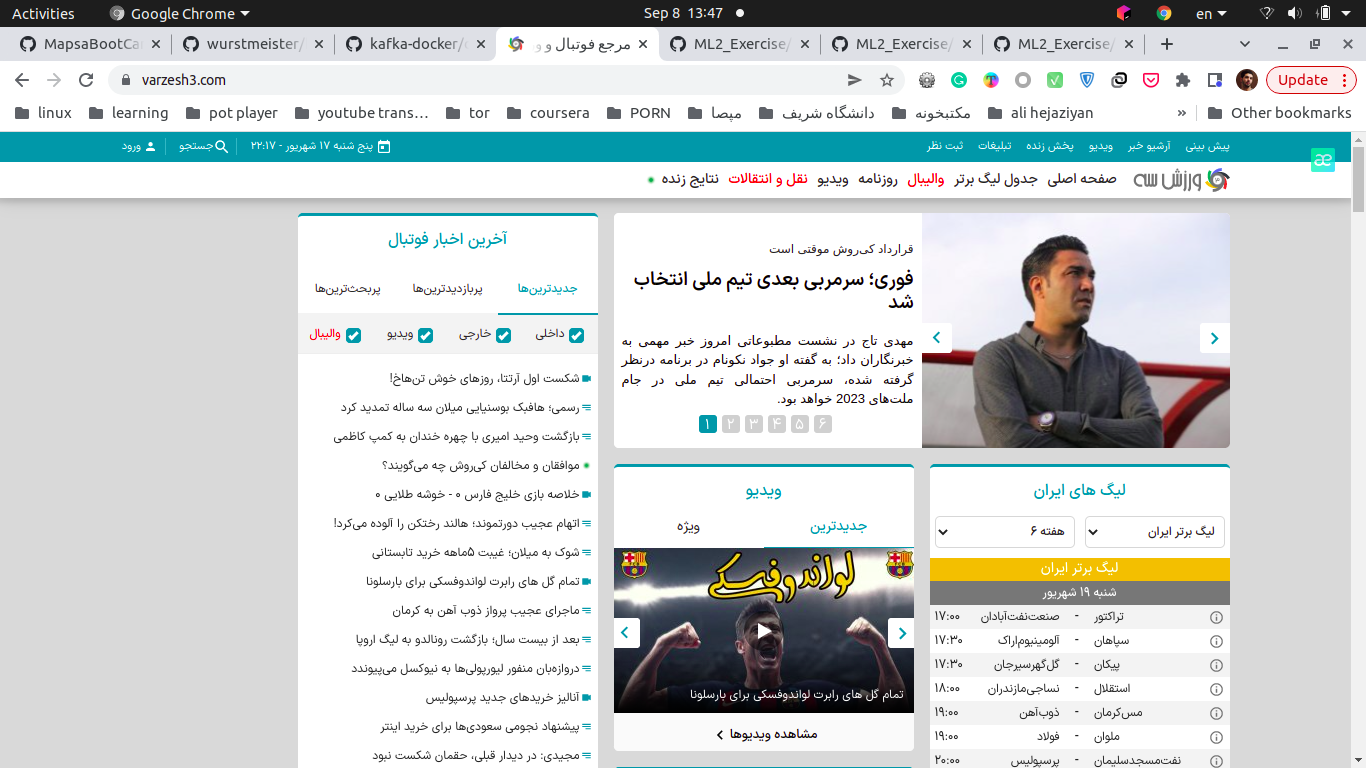 Activities
Google Chrome
Sep 8 13:47
en
MapsaBootCa
wurstmeister/
kafka-docker/
مرجع فوتبال و و
ML2_Exercise/
ML2_Exercise/
ML2_Exercise/
varzesh3.com
Update
linux
learning
pot player
youtube trans…
tor
coursera
PORN
مپصا
دانشگاه شریف
مکتبخونه
ali hejaziyan
»
Other bookmarks
پیش بینی
آرشیو خبر
ویدیو
پخش زنده
تبلیغات
ثبت نظر
پنج شنبه ۱۷ شهریور - ۲۲:۱۷
جستجو
ورود
æ
ورزش سه
صفحه اصلی
جدول لیگ برتر
والیبال
روزنامه
ویدیو
نقل و انتقالات
نتایج زنده
قرارداد کی‌روش موقتی است
فوری؛ سرمربی بعدی تیم ملی انتخاب
شد
مهدی تاج در نشست مطبوعاتی امروز خبر مهمی به
خبرنگاران داد؛ به گفته او جواد نکونام در برنامه درنظر
گرفته شده، سرمربی احتمالی تیم ملی در جام
ملت‌های 2023 خواهد بود.
۱ ۲ ۳ ۴ ۵ ۶
آخرین اخبار فوتبال
جدیدترین‌ها
پربازدیدترین‌ها
پربحث‌ترین‌ها
داخلی
خارجی
ویدیو
والیبال
شکست اول آرتتا، روزهای خوش تن‌هاخ!
رسمی؛ هافبک بوسنیایی میلان سه ساله تمدید کرد
بازگشت وحید امیری با چهره خندان به کمپ کاظمی
موافقان و مخالفان کی‌روش چه می‌گویند؟
خلاصه بازی خلیج فارس ۰ - خوشه طلایی ۰
اتهام عجیب دورتموند؛ هالند رختکن را آلوده می‌کرد!
شوک به میلان؛ غیبت ۵ماهه خرید تابستانی
تمام گل های رابرت لواندوفسکی برای بارسلونا
ماجرای عجیب پرواز ذوب آهن به کرمان
بعد از بیست سال؛ بازگشت رونالدو به لیگ اروپا
دروازه‌بان منفور لیورپولی‌ها به نیوکسل می‌پیوندد
آنالیز خریدهای جدید پرسپولیس
پیشنهاد نجومی سعودی‌ها برای خرید اینتر
مجیدی: در دیدار قبلی، حقمان شکست نبود
ویدیو
جدیدترین
ویژه
لواندوفسکی
تمام گل های رابرت لواندوفسکی برای بارسلونا
مشاهده ویدیوها
لیگ های ایران
لیگ برتر ایران
هفته ۶
لیگ برتر ایران
شنبه ۱۹ شهریور
تراکتور - صنعت‌نفت‌آبادان ۱۷:۰۰
سپاهان - آلومینیوم‌اراک ۱۷:۳۰
پیکان - گل‌گهرسیرجان ۱۷:۳۰
استقلال - نساجی‌مازندران ۱۸:۰۰
مس‌کرمان - ذوب‌آهن ۱۹:۰۰
ملوان - فولاد ۱۹:۰۰
نفت‌مسجدسلیمان - پرسپولیس ۲۰:۰۰